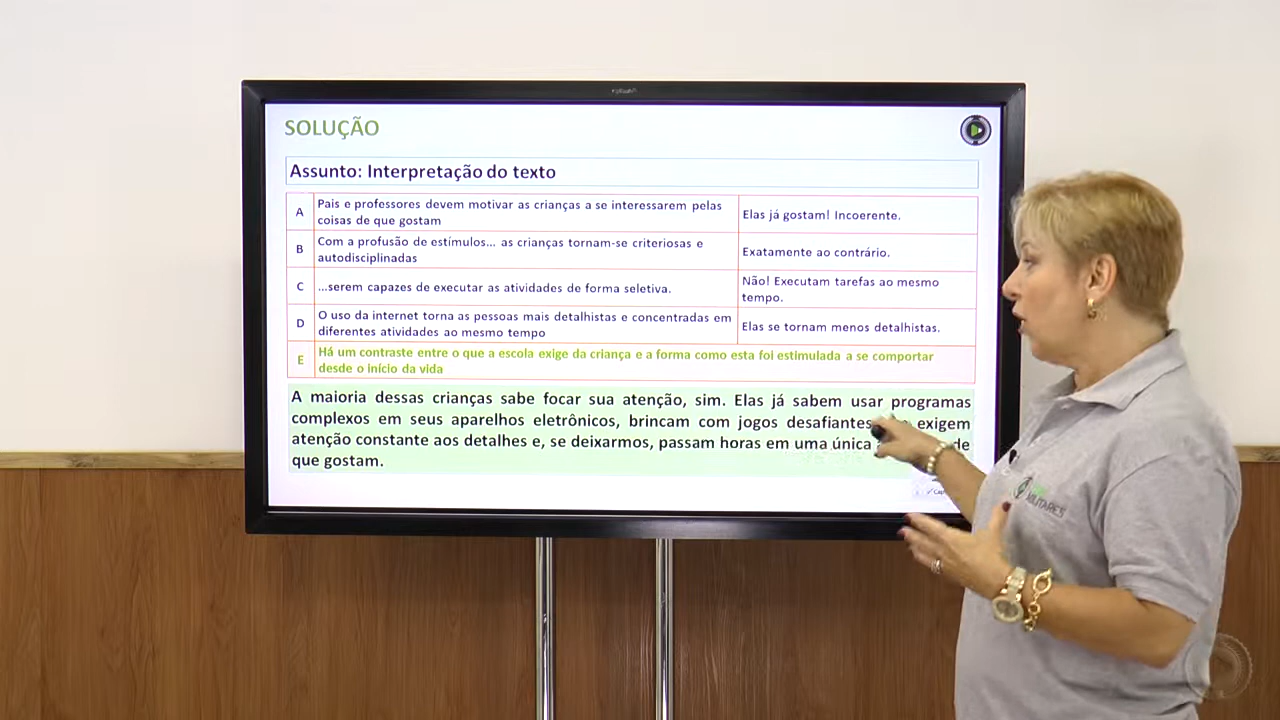 SOLUÇÃO
Assunto: Interpretação do texto
A
Pais e professores devem motivar as crianças a se interessarem pelas
coisas de que gostam
Elas já gostam! Incoerente.
B
Com a profusão de estímulos... as crianças tornam-se criteriosas e
autodisciplinadas
Exatamente ao contrário.
C
...serem capazes de executar as atividades de forma seletiva.
Não! Executam tarefas ao mesmo
tempo.
D
O uso da internet torna as pessoas mais detalhistas e concentradas em
diferentes atividades ao mesmo tempo
Elas se tornam menos detalhistas.
E
Há um contraste entre o que a escola exige da criança e a forma como esta foi estimulada a se comportar
desde o início da vida
A maioria dessas crianças sabe focar sua atenção, sim. Elas já sabem usar programas
complexos em seus aparelhos eletrônicos, brincam com jogos desafiantes exigem
atenção constante aos detalhes e, se deixarmos, passam horas em uma única de
que gostam.
MILITARES